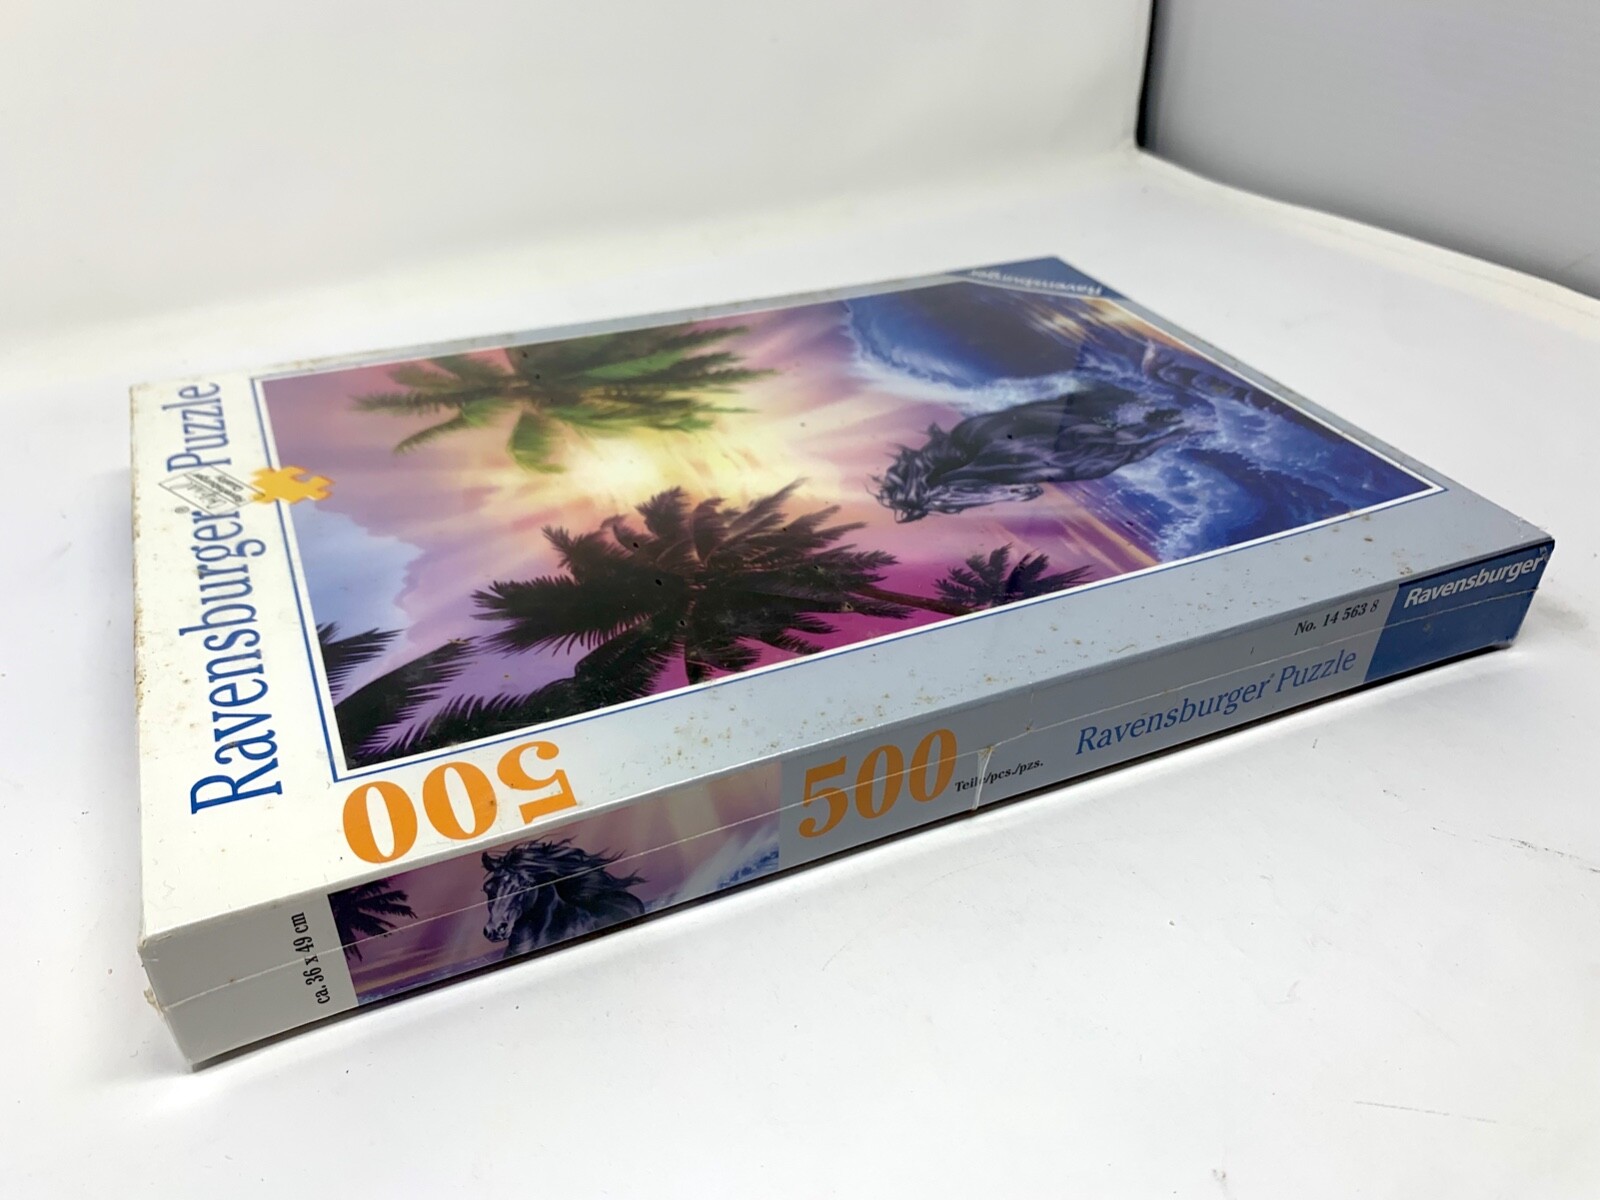 Ravensburger
Ravensburger® Puzzle
500
ca. 36 x 49 cm
500
Teile/pcs./pzs.
Ravensburger® Puzzle
No. 14 563 8
Ravensburger